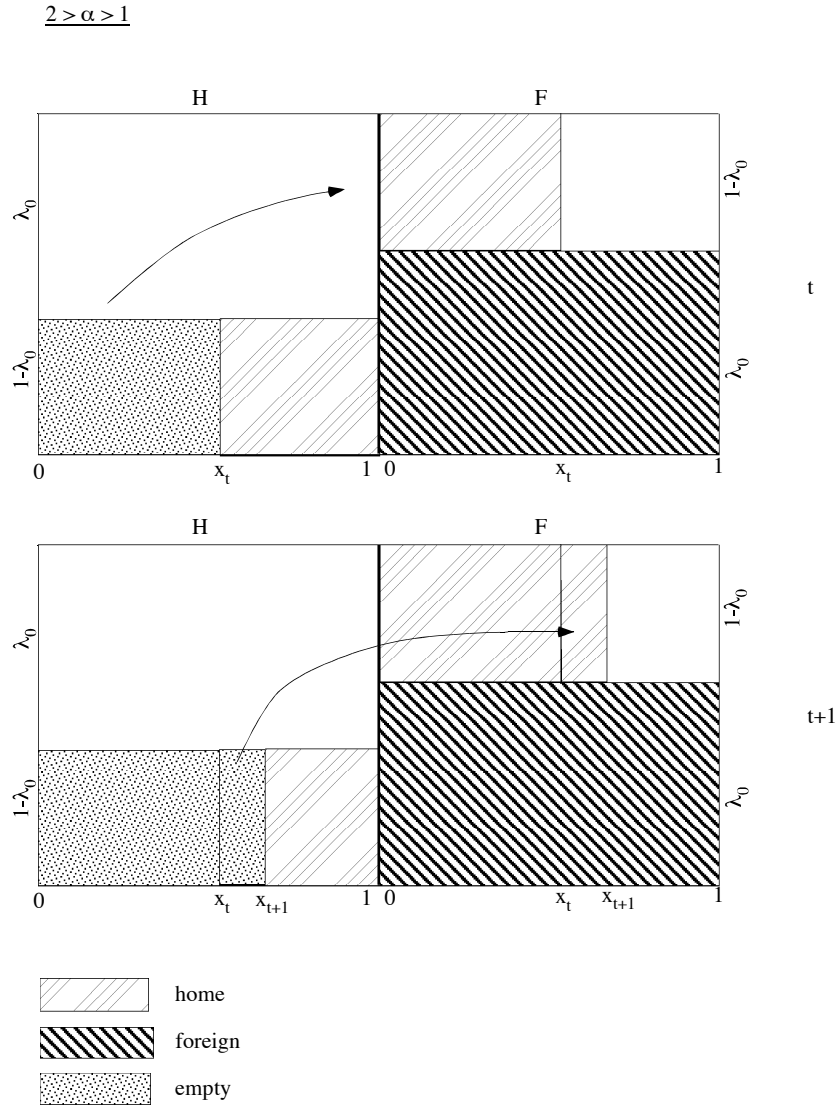 2 > α > 1
H F
λ₀ 1-λ₀
t
1-λ₀ λ₀
0 xₜ 1 0 xₜ 1
H F
λ₀ 1-λ₀
t+1
1-λ₀ λ₀
0 xₜ xₜ₊₁ 1 0 xₜ xₜ₊₁ 1
home
foreign
empty